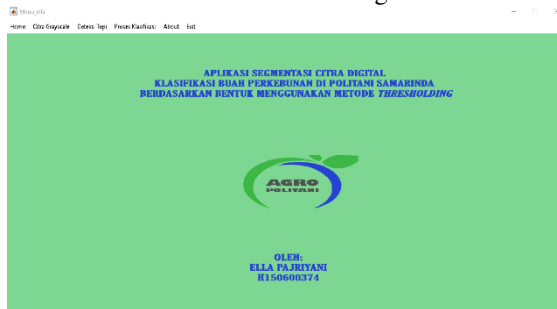 Menu_ella
Home Citra Grayscale Deteksi Tepi Proses Klasifikasi About Exit
APLIKASI SEGMENTASI CITRA DIGITAL
KLASIFIKASI BUAH PERKEBUNAN DI POLITANI SAMARINDA
BERDASARKAN BENTUK MENGGUNAKAN METODE THRESHOLDING
AGRO
POLITANI
OLEH:
ELLA PAJRIYANI
H150600374